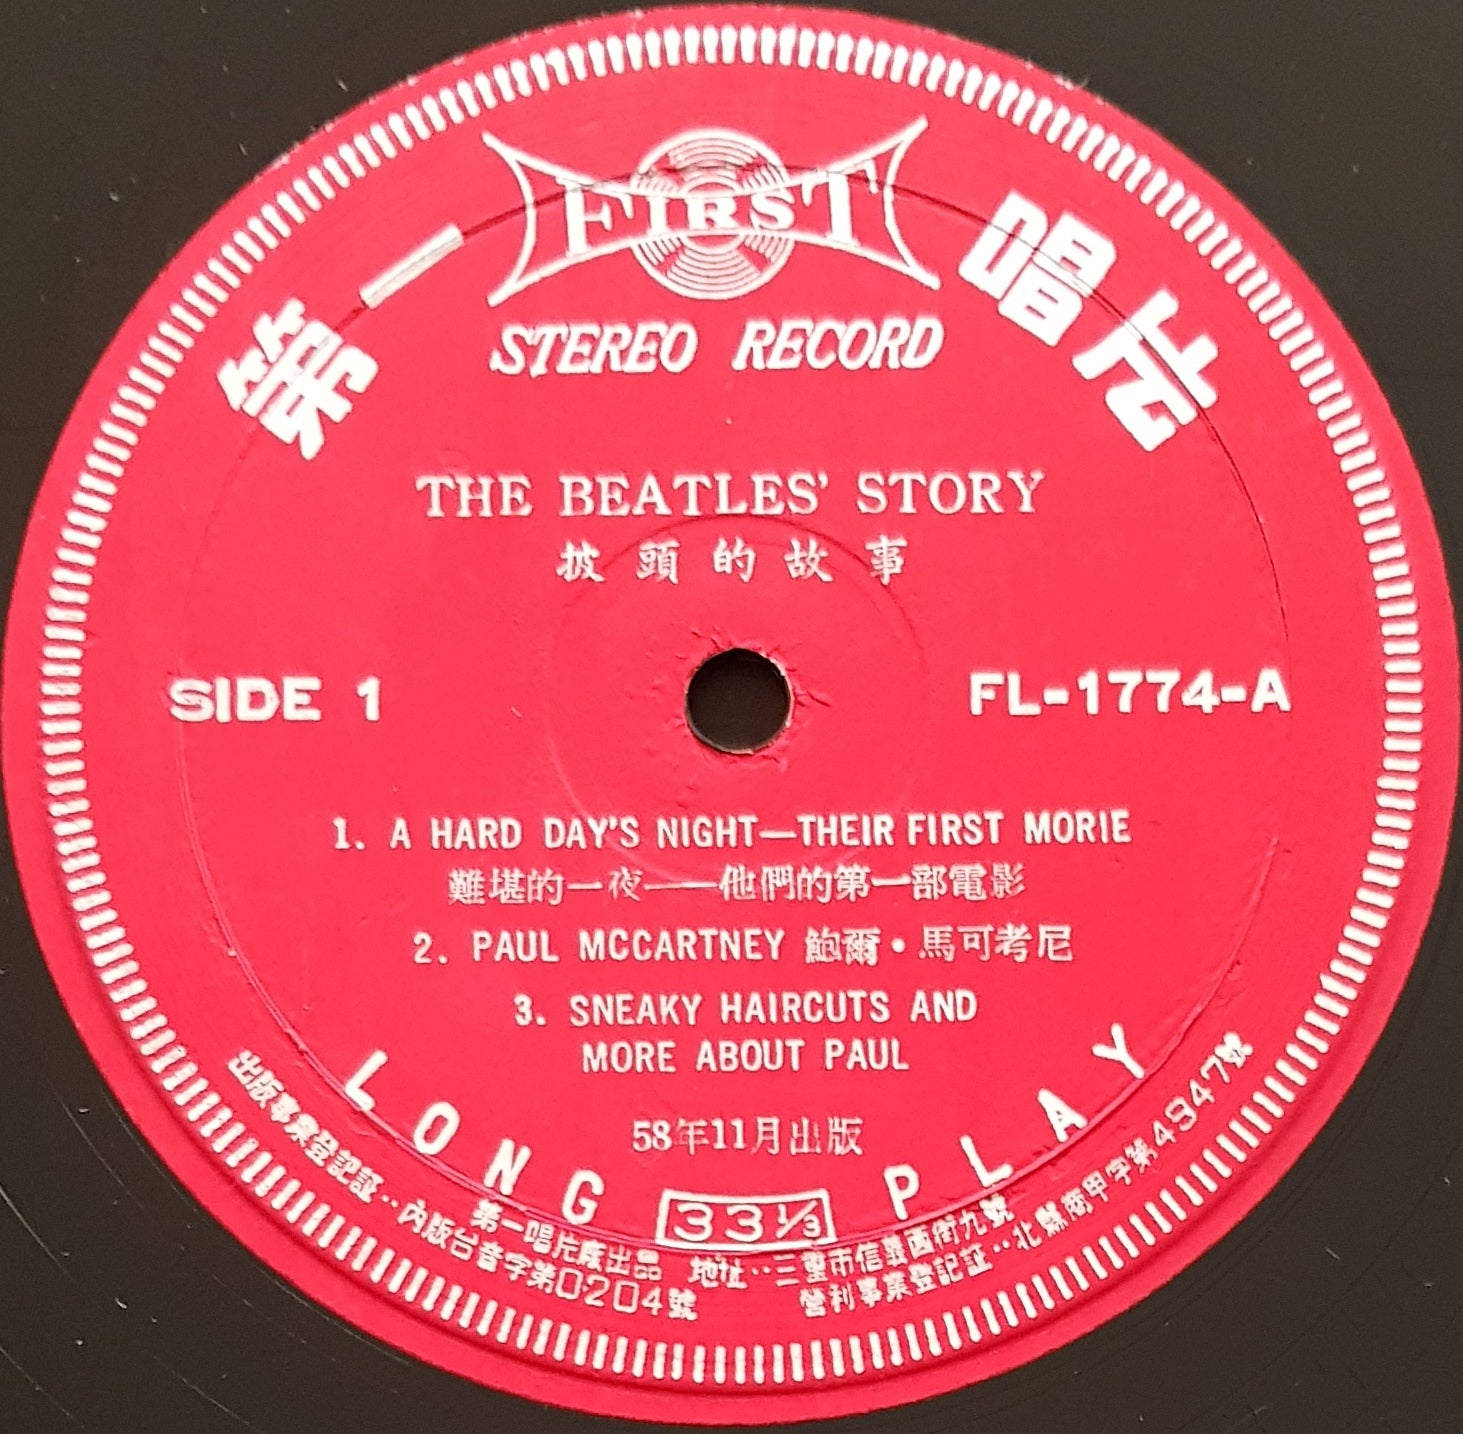 第一唱片
FIRST
STEREO RECORD
THE BEATLES' STORY
披頭的故事
SIDE 1
FL-1774-A
1. A HARD DAY'S NIGHT—THEIR FIRST MORIE
難堪的一夜——他們的第一部電影
2. PAUL MCCARTNEY 鮑爾・馬可考尼
3. SNEAKY HAIRCUTS AND
MORE ABOUT PAUL
58年11月出版
LONG PLAY
33 1/3
出版事業登記証‥內版台音字第0204號
第一唱片廠出品 地址‥三重市信義西街九號
營利事業登記証‥北縣商甲字第4947號